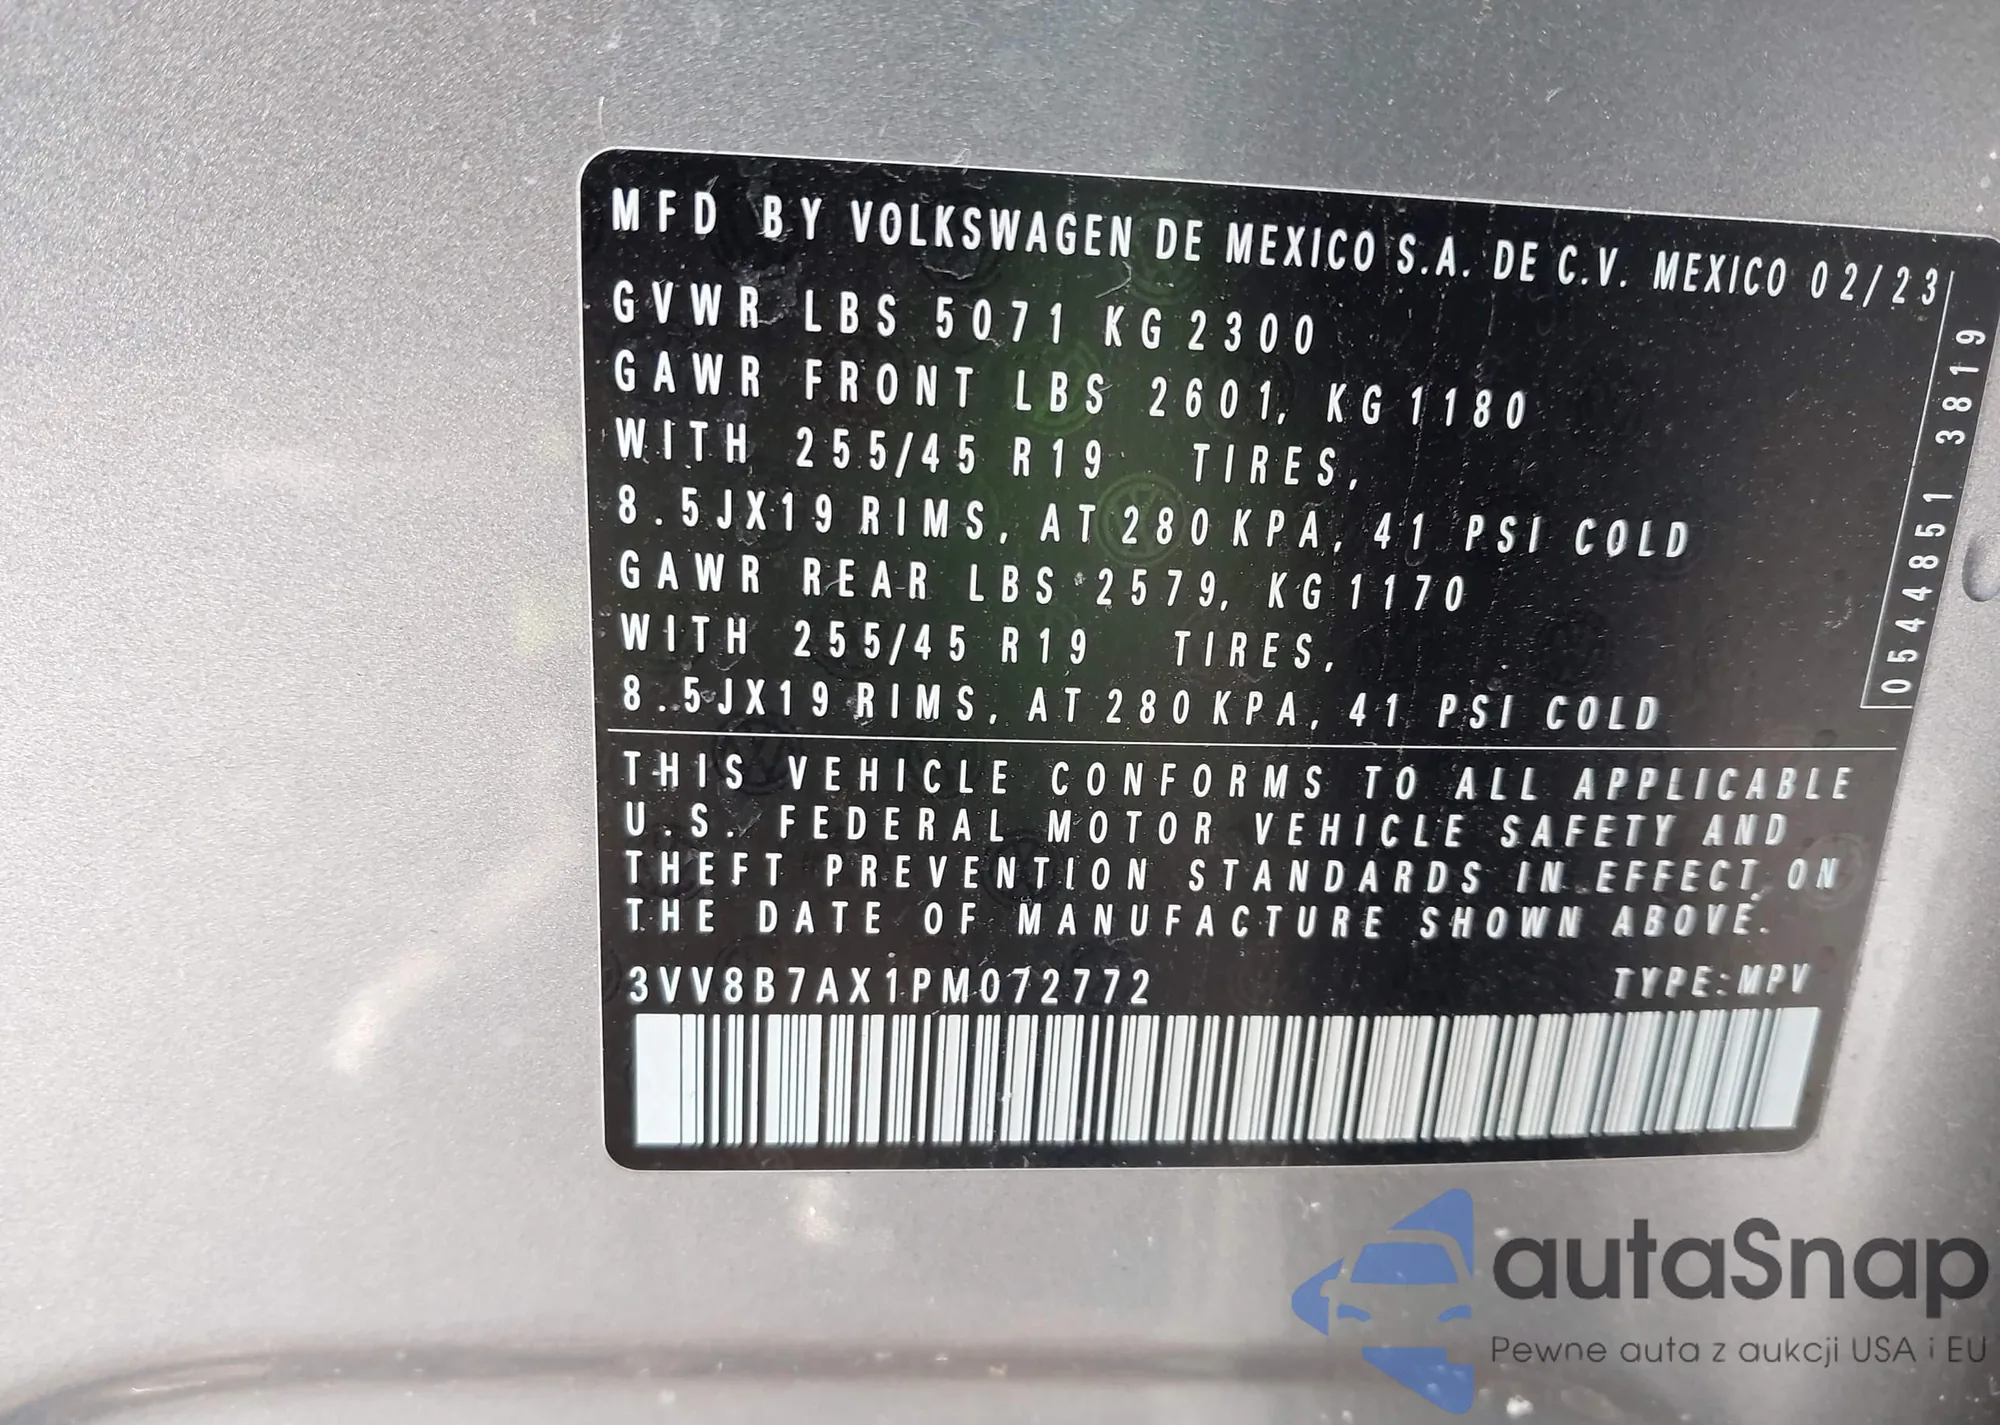 MFD BY VOLKSWAGEN DE MEXICO S.A. DE C.V. MEXICO 02/23
GVWR LBS 5071 KG 2300
GAWR FRONT LBS 2601, KG 1180
WITH 255/45 R19 TIRES,
8.5JX19 RIMS, AT 280 KPA, 41 PSI COLD
GAWR REAR LBS 2579, KG 1170
WITH 255/45 R19 TIRES,
8.5JX19 RIMS, AT 280 KPA, 41 PSI COLD
0544851 3819
THIS VEHICLE CONFORMS TO ALL APPLICABLE
U.S. FEDERAL MOTOR VEHICLE SAFETY AND
THEFT PREVENTION STANDARDS IN EFFECT ON
THE DATE OF MANUFACTURE SHOWN ABOVE.
3VV8B7AX1PM072772 TYPE:MPV
autaSnap
Pewne auta z aukcji USA i EU